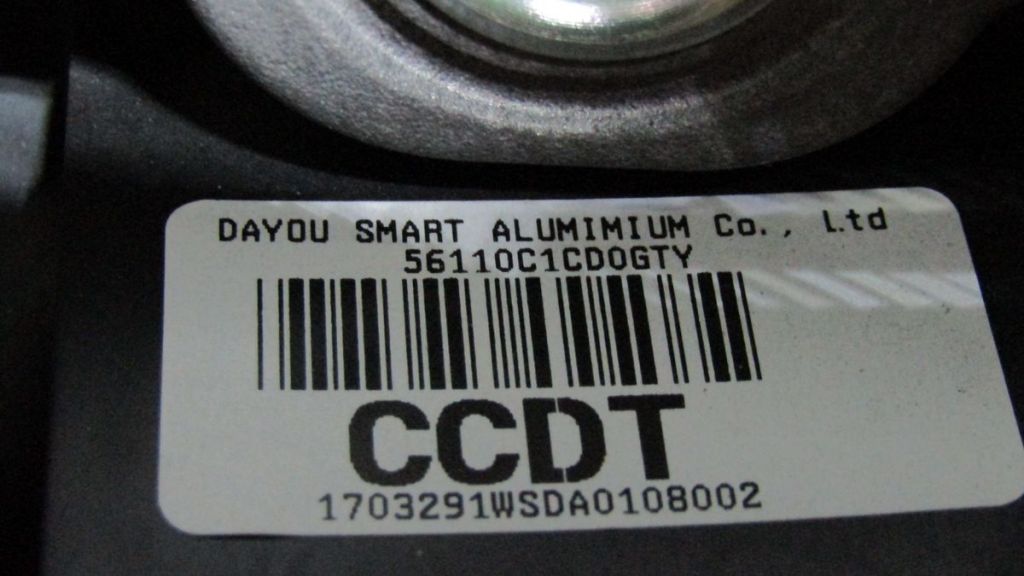 DAYOU SMART ALUMIMIUM Co., Ltd
56110C1CD0GTY
CCDT
1703291WSDA0108002